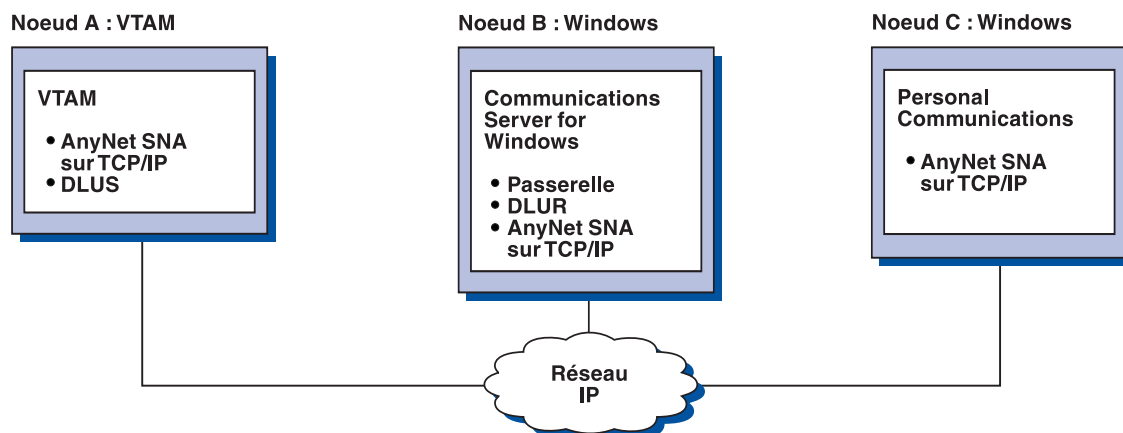 Noeud A : VTAM
VTAM
• AnyNet SNA
sur TCP/IP
• DLUS
Noeud B : Windows
Communications
Server for
Windows
• Passerelle
• DLUR
• AnyNet SNA
sur TCP/IP
Noeud C : Windows
Personal
Communications
• AnyNet SNA
sur TCP/IP
Réseau
IP